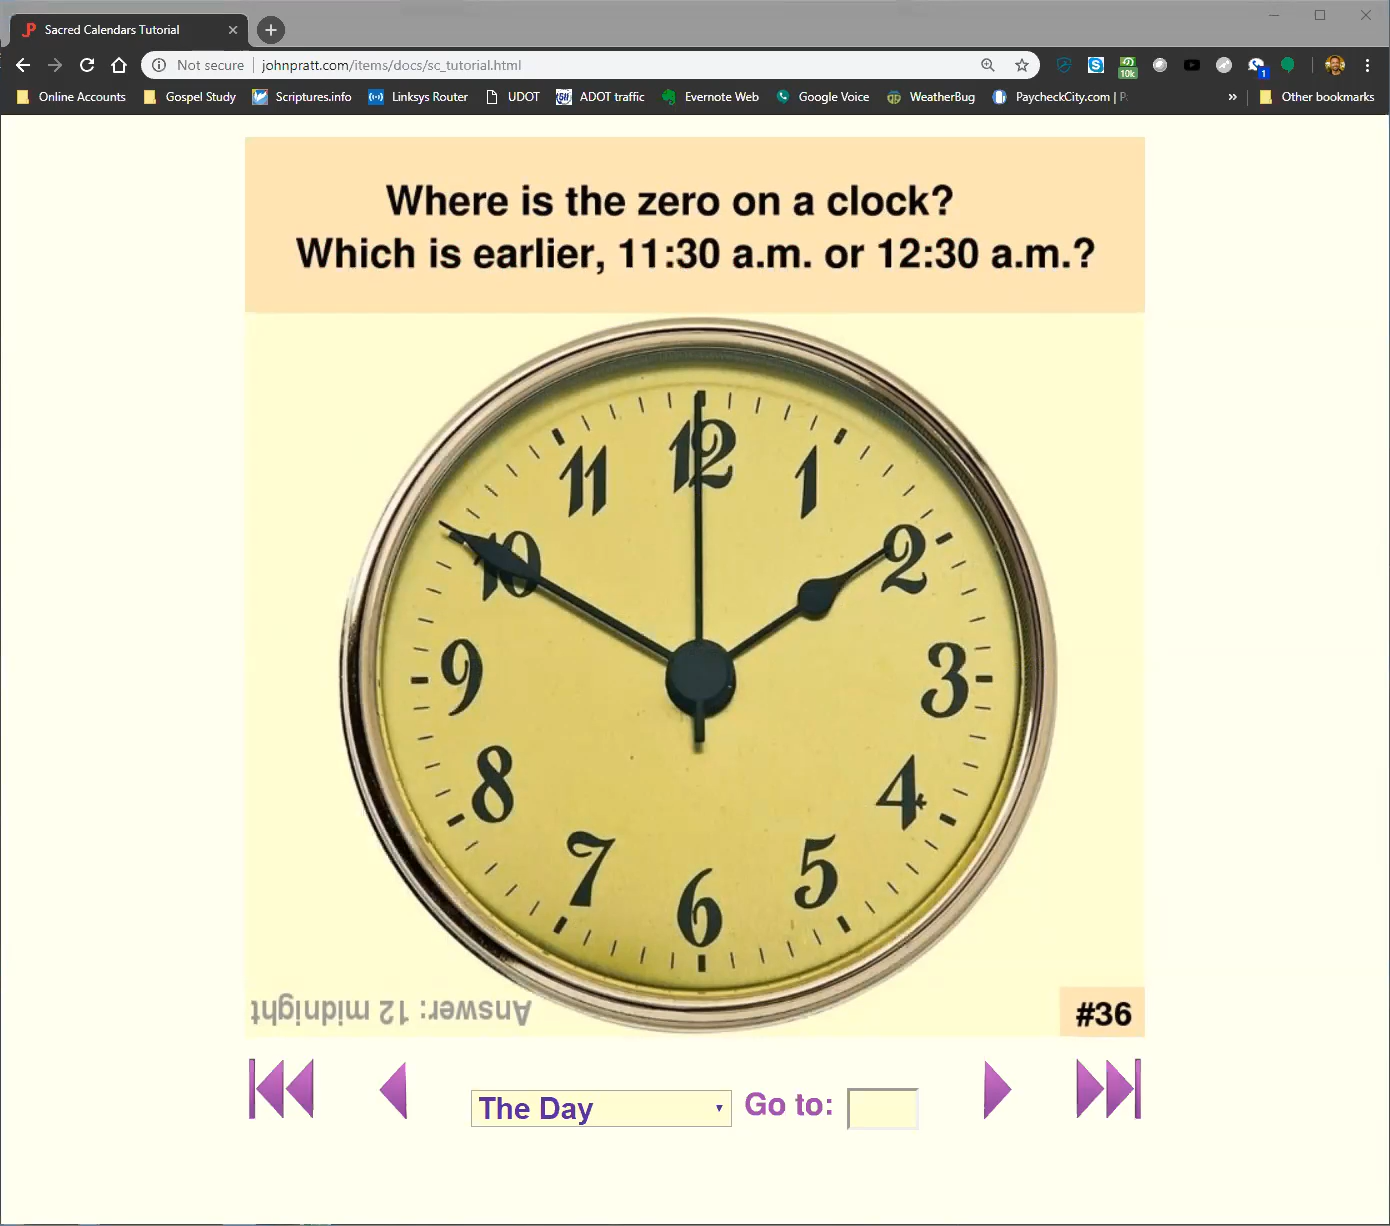 Sacred Calendars Tutorial
Not secure johnpratt.com/items/docs/sc_tutorial.html
10k
1
Online Accounts Gospel Study Scriptures.info Linksys Router UDOT 511 ADOT traffic Evernote Web Google Voice WeatherBug PaycheckCity.com | P » Other bookmarks
Where is the zero on a clock?
Which is earlier, 11:30 a.m. or 12:30 a.m.?
12
11 1
10 2
9 3
8 4
7 5
6
Answer: 12 midnight
#36
The Day Go to: